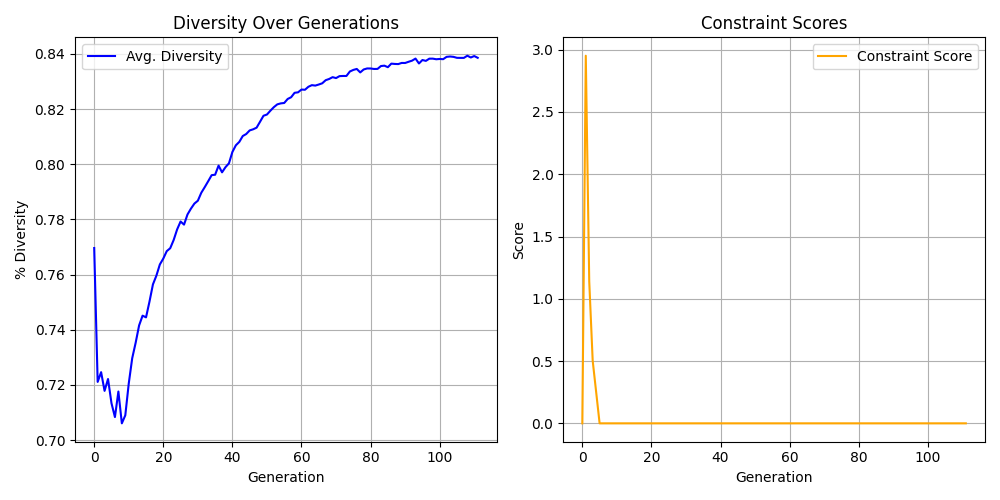 Diversity Over Generations
Avg. Diversity
% Diversity
0.84
0.82
0.80
0.78
0.76
0.74
0.72
0.70
0 20 40 60 80 100
Generation
Constraint Scores
Constraint Score
Score
3.0
2.5
2.0
1.5
1.0
0.5
0.0
0 20 40 60 80 100
Generation